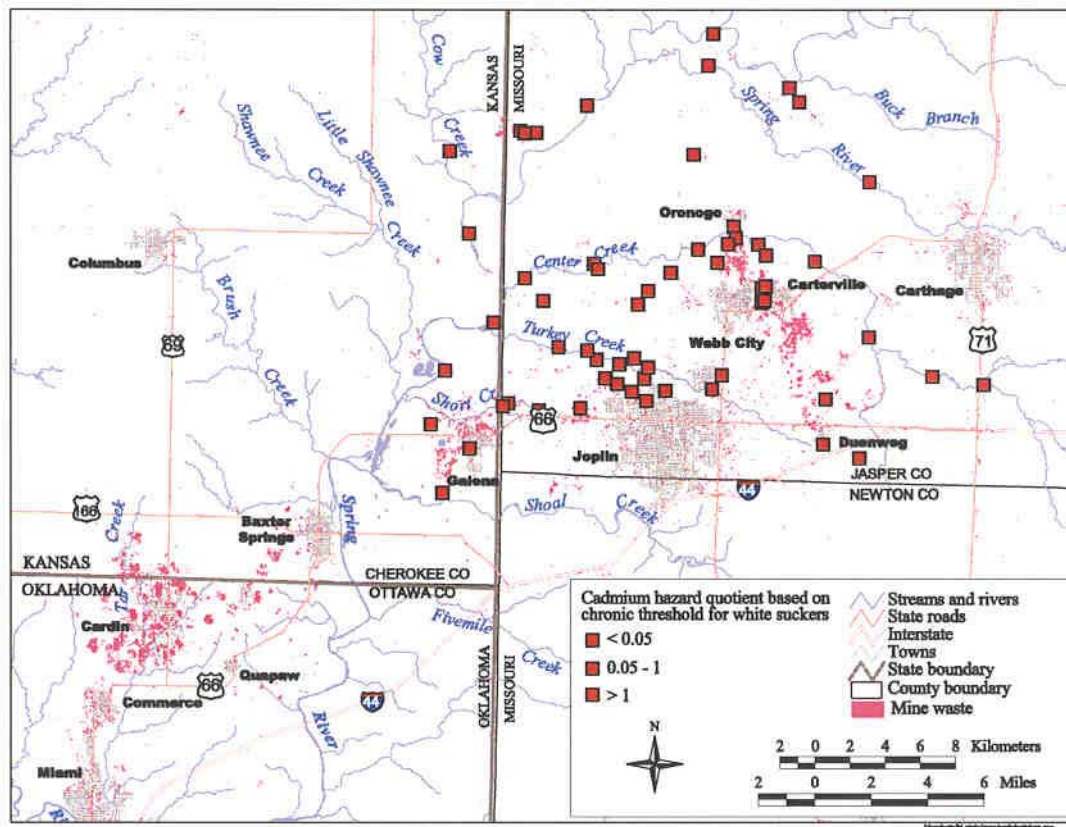 Cow
Creek
KANSAS
MISSOURI
Shawnee
Creek
Little
Shawnee
Creek
Spring
River
Buck
Branch
Oronogo
Columbus
Brush
Creek
Center Creek
Carterville
Carthage
69
Turkey
Creek
Webb City
71
Short
66
Joplin
Duenweg
Galena
JASPER CO
NEWTON CO
44
Shoal
Creek
166
Creek
Tar
Baxter
Springs
Spring
River
KANSAS
OKLAHOMA
CHEROKEE CO
OTTAWA CO
Cardin
Fivemile
Creek
Quapaw
66
Commerce
44
OKLAHOMA
MISSOURI
Miami
Cadmium hazard quotient based on
chronic threshold for white suckers
< 0.05
0.05 - 1
> 1
Streams and rivers
State roads
Interstate
Towns
State boundary
County boundary
Mine waste
N
2 0 2 4 6 8 Kilometers
2 0 2 4 6 Miles